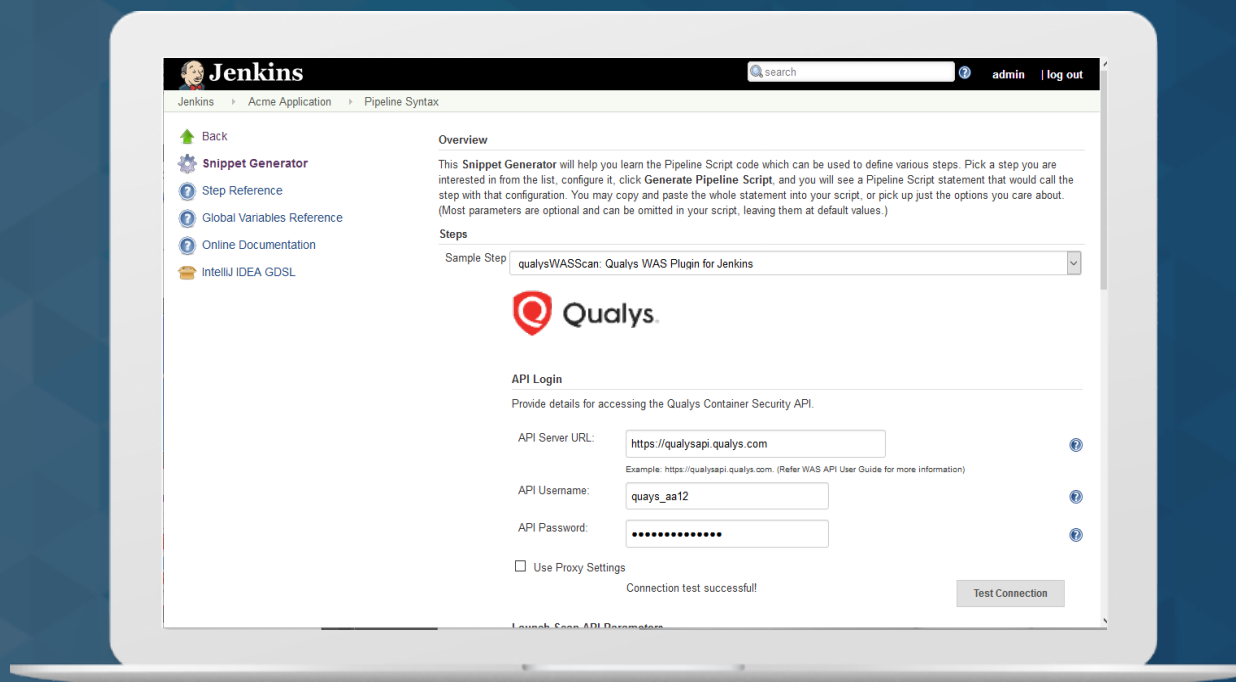 Jenkins
search
admin | log out
Jenkins Acme Application Pipeline Syntax
Back
Snippet Generator
Step Reference
Global Variables Reference
Online Documentation
IntelliJ IDEA GDSL
Overview
This Snippet Generator will help you learn the Pipeline Script code which can be used to define various steps. Pick a step you are
interested in from the list, configure it, click Generate Pipeline Script, and you will see a Pipeline Script statement that would call the
step with that configuration. You may copy and paste the whole statement into your script, or pick up just the options you care about.
(Most parameters are optional and can be omitted in your script, leaving them at default values.)
Steps
Sample Step qualysWASScan: Qualys WAS Plugin for Jenkins
Qualys.
API Login
Provide details for accessing the Qualys Container Security API.
API Server URL: https://qualysapi.qualys.com
Example: https://qualysapi.qualys.com. (Refer WAS API User Guide for more information)
API Username: quays_aa12
API Password: ••••••••••••••
Use Proxy Settings
Connection test successful!
Test Connection
Launch Scan API Parameters